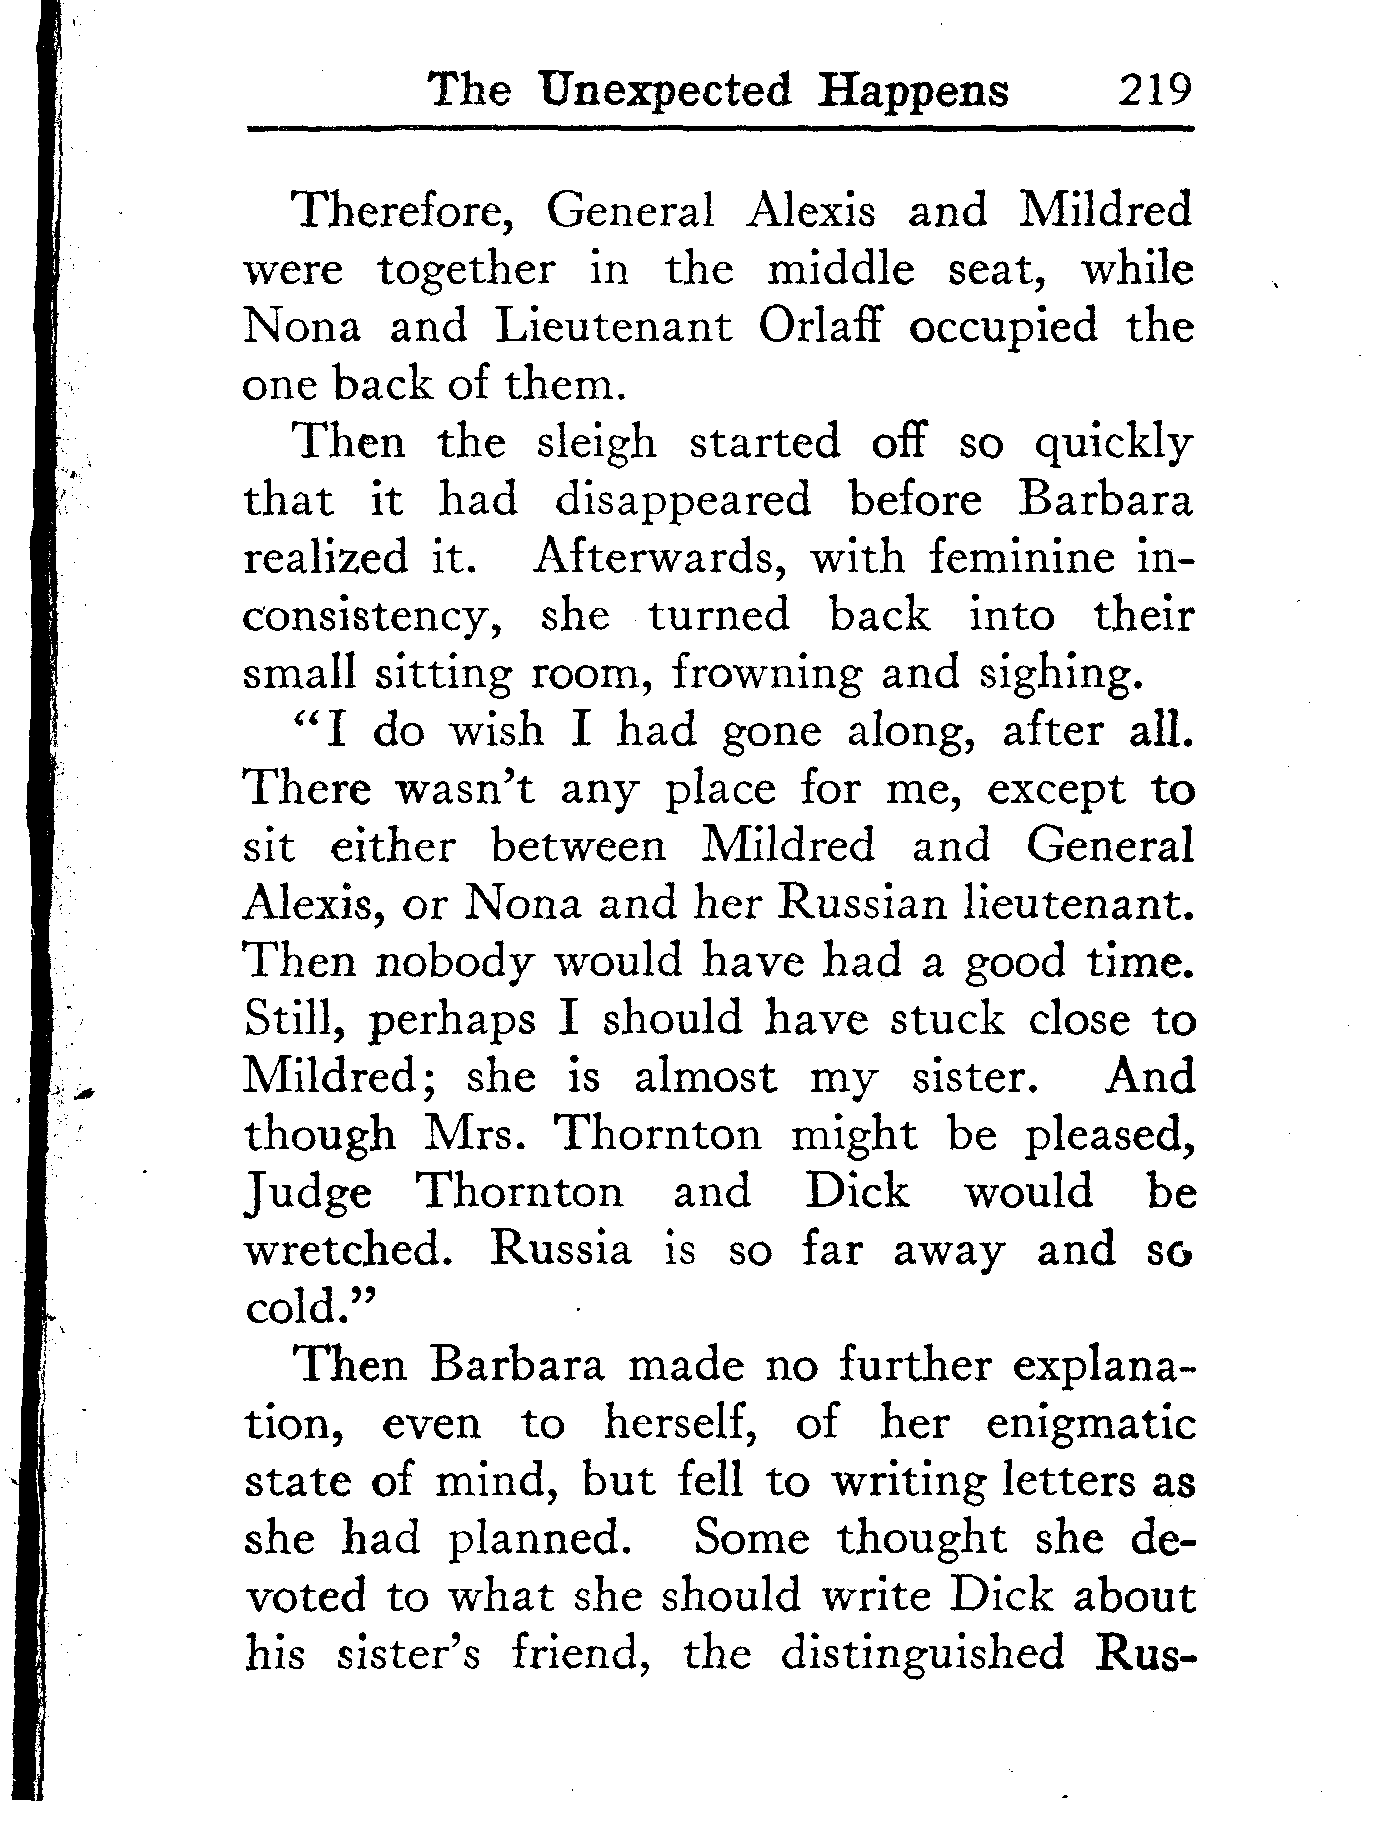 The Unexpected Happens 219
Therefore, General Alexis and Mildred
were together in the middle seat, while
Nona and Lieutenant Orlaff occupied the
one back of them.
Then the sleigh started off so quickly
that it had disappeared before Barbara
realized it. Afterwards, with feminine in-
consistency, she turned back into their
small sitting room, frowning and sighing.
"I do wish I had gone along, after all.
There wasn't any place for me, except to
sit either between Mildred and General
Alexis, or Nona and her Russian lieutenant.
Then nobody would have had a good time.
Still, perhaps I should have stuck close to
Mildred; she is almost my sister. And
though Mrs. Thornton might be pleased,
Judge Thornton and Dick would be
wretched. Russia is so far away and so
cold."
Then Barbara made no further explana-
tion, even to herself, of her enigmatic
state of mind, but fell to writing letters as
she had planned. Some thought she de-
voted to what she should write Dick about
his sister's friend, the distinguished Rus-